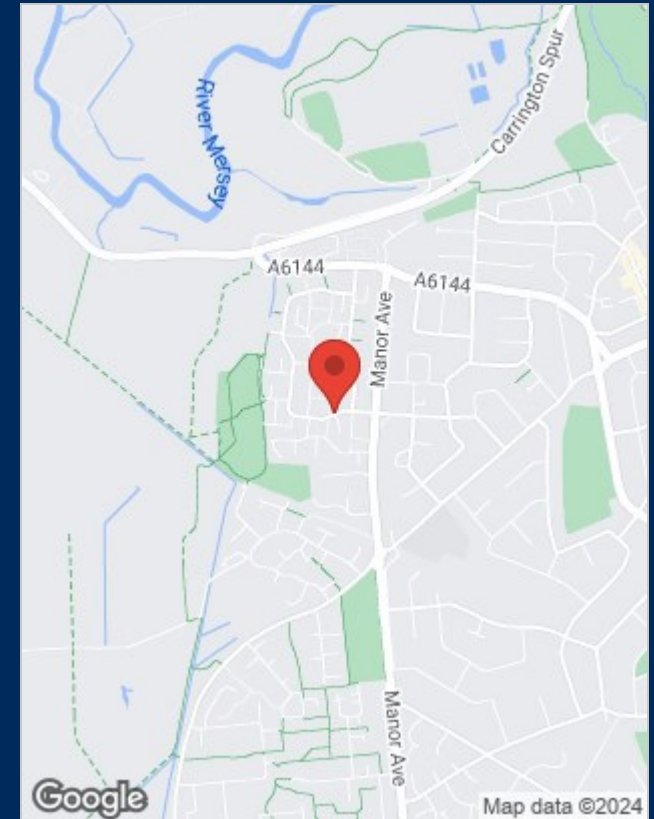 River Mersey
Carrington Spur
A6144
A6144
Manor Ave
Manor Ave
Google
Map data ©2024